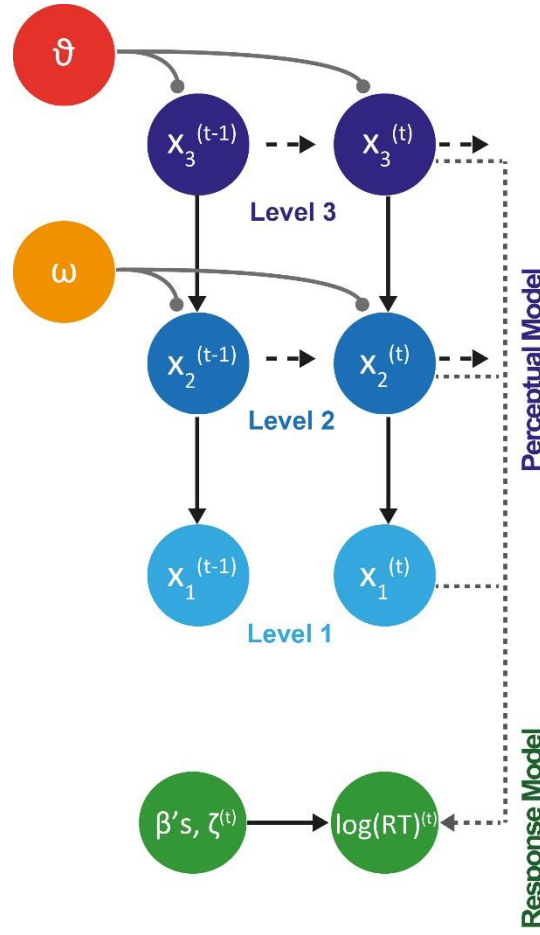 ϑ
x₃⁽ᵗ⁻¹⁾
x₃⁽ᵗ⁾
Level 3
ω
x₂⁽ᵗ⁻¹⁾
x₂⁽ᵗ⁾
Level 2
Perceptual Model
x₁⁽ᵗ⁻¹⁾
x₁⁽ᵗ⁾
Level 1
β's, ζ⁽ᵗ⁾
log(RT)⁽ᵗ⁾
Response Model